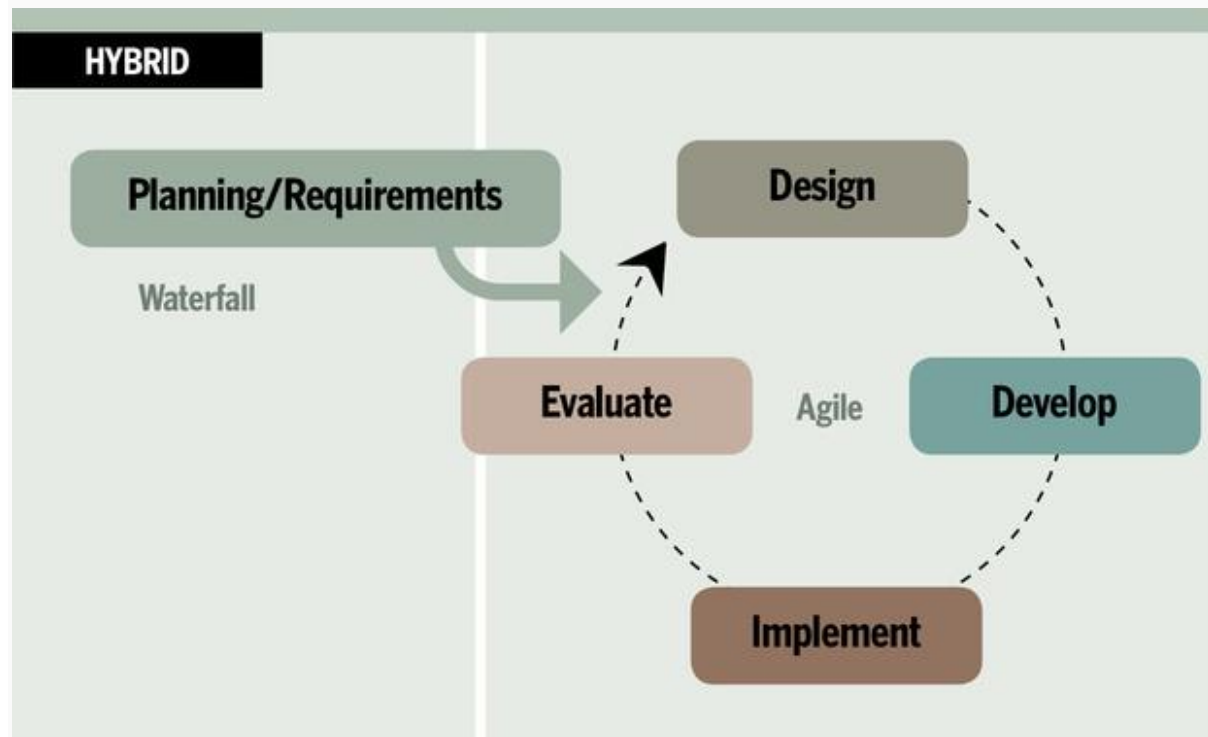 HYBRID
Planning/Requirements
Waterfall
Design
Evaluate
Agile
Develop
Implement